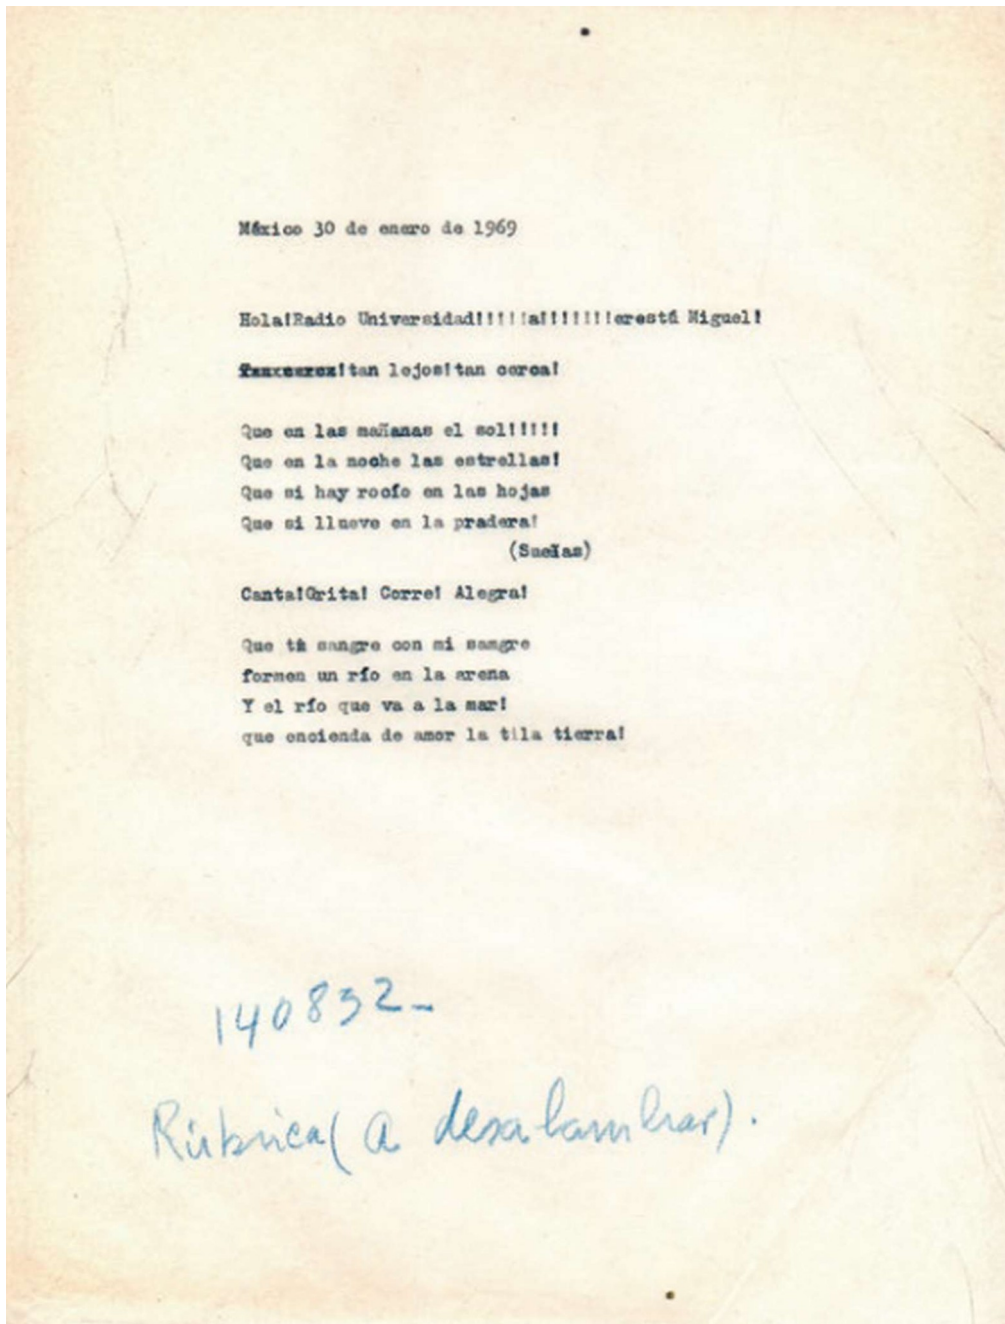 México 30 de enero de 1969
Hola!Radio Universidad!!!!!a!!!!!!!erestú Miguel!
!tan lejos!tan cerca!
Que en las mañanas el sol!!!!!
Que en la noche las estrellas!
Que si hay rocío en las hojas
Que si llueve en la pradera!
(Sueñas)
Canta!Grita! Corre! Alegra!
Que tú sangre con mi sangre
formen un río en la arena
Y el río que va a la mar!
que encienda de amor la tila tierra!
140832-
Rúbrica( a desalambrar).